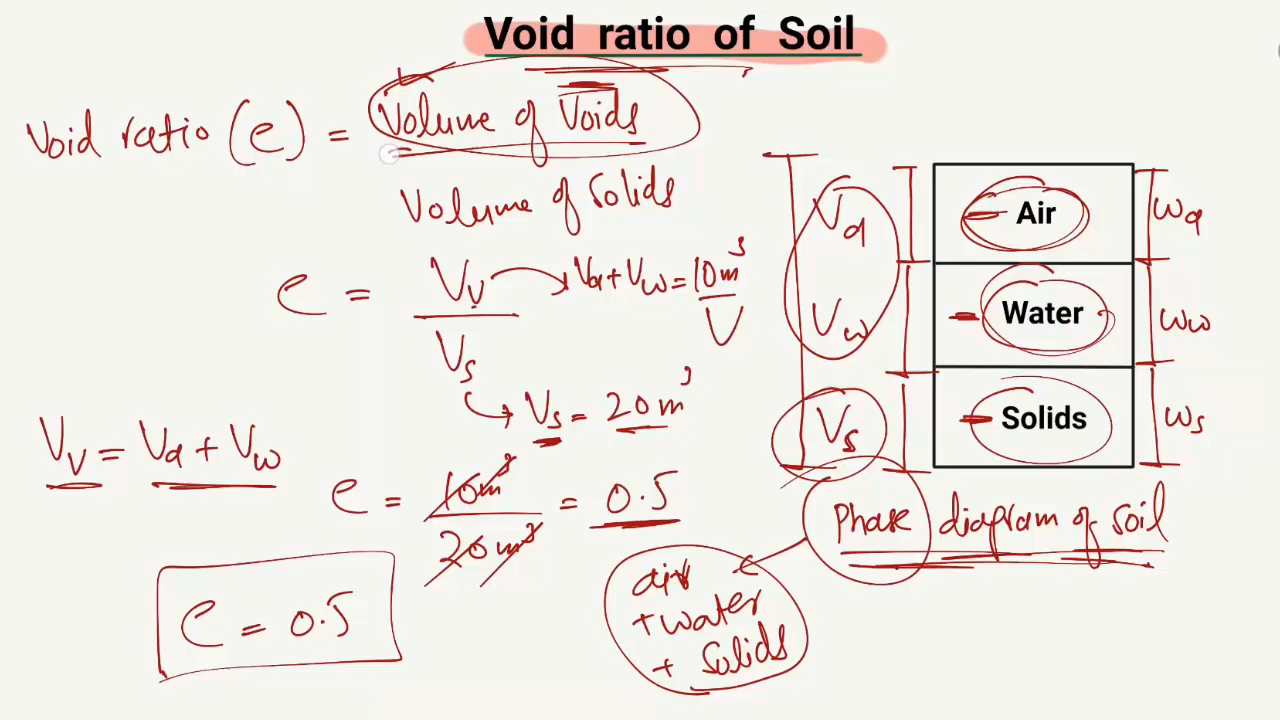 Void ratio of Soil
Void ratio (e) = Volume of Voids
Volume of Solids
e = Vv / Vs
Va + Vw = 10m³
V
Vs = 20m³
Vv = Va + Vw
e = 10m³ / 20m³ = 0.5
e = 0.5
Va
Vw
Vs
Air
Water
Solids
Wa
Ww
Ws
Phase diagram of soil
air
+ water
+ Solids